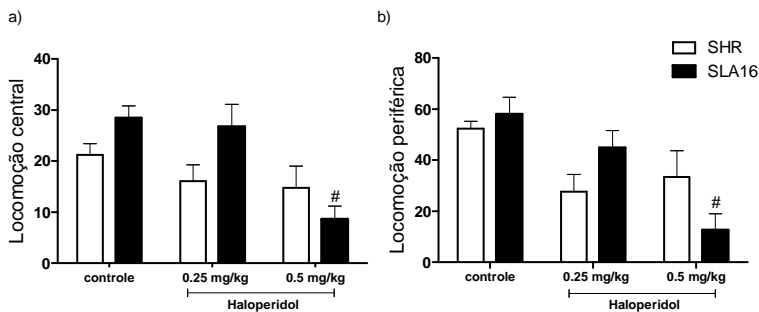 a)
Locomoção central
40
30
20
10
0
#
controle
0.25 mg/kg
0.5 mg/kg
Haloperidol
b)
Locomoção periférica
80
60
40
20
0
SHR
SLA16
#
controle
0.25 mg/kg
0.5 mg/kg
Haloperidol